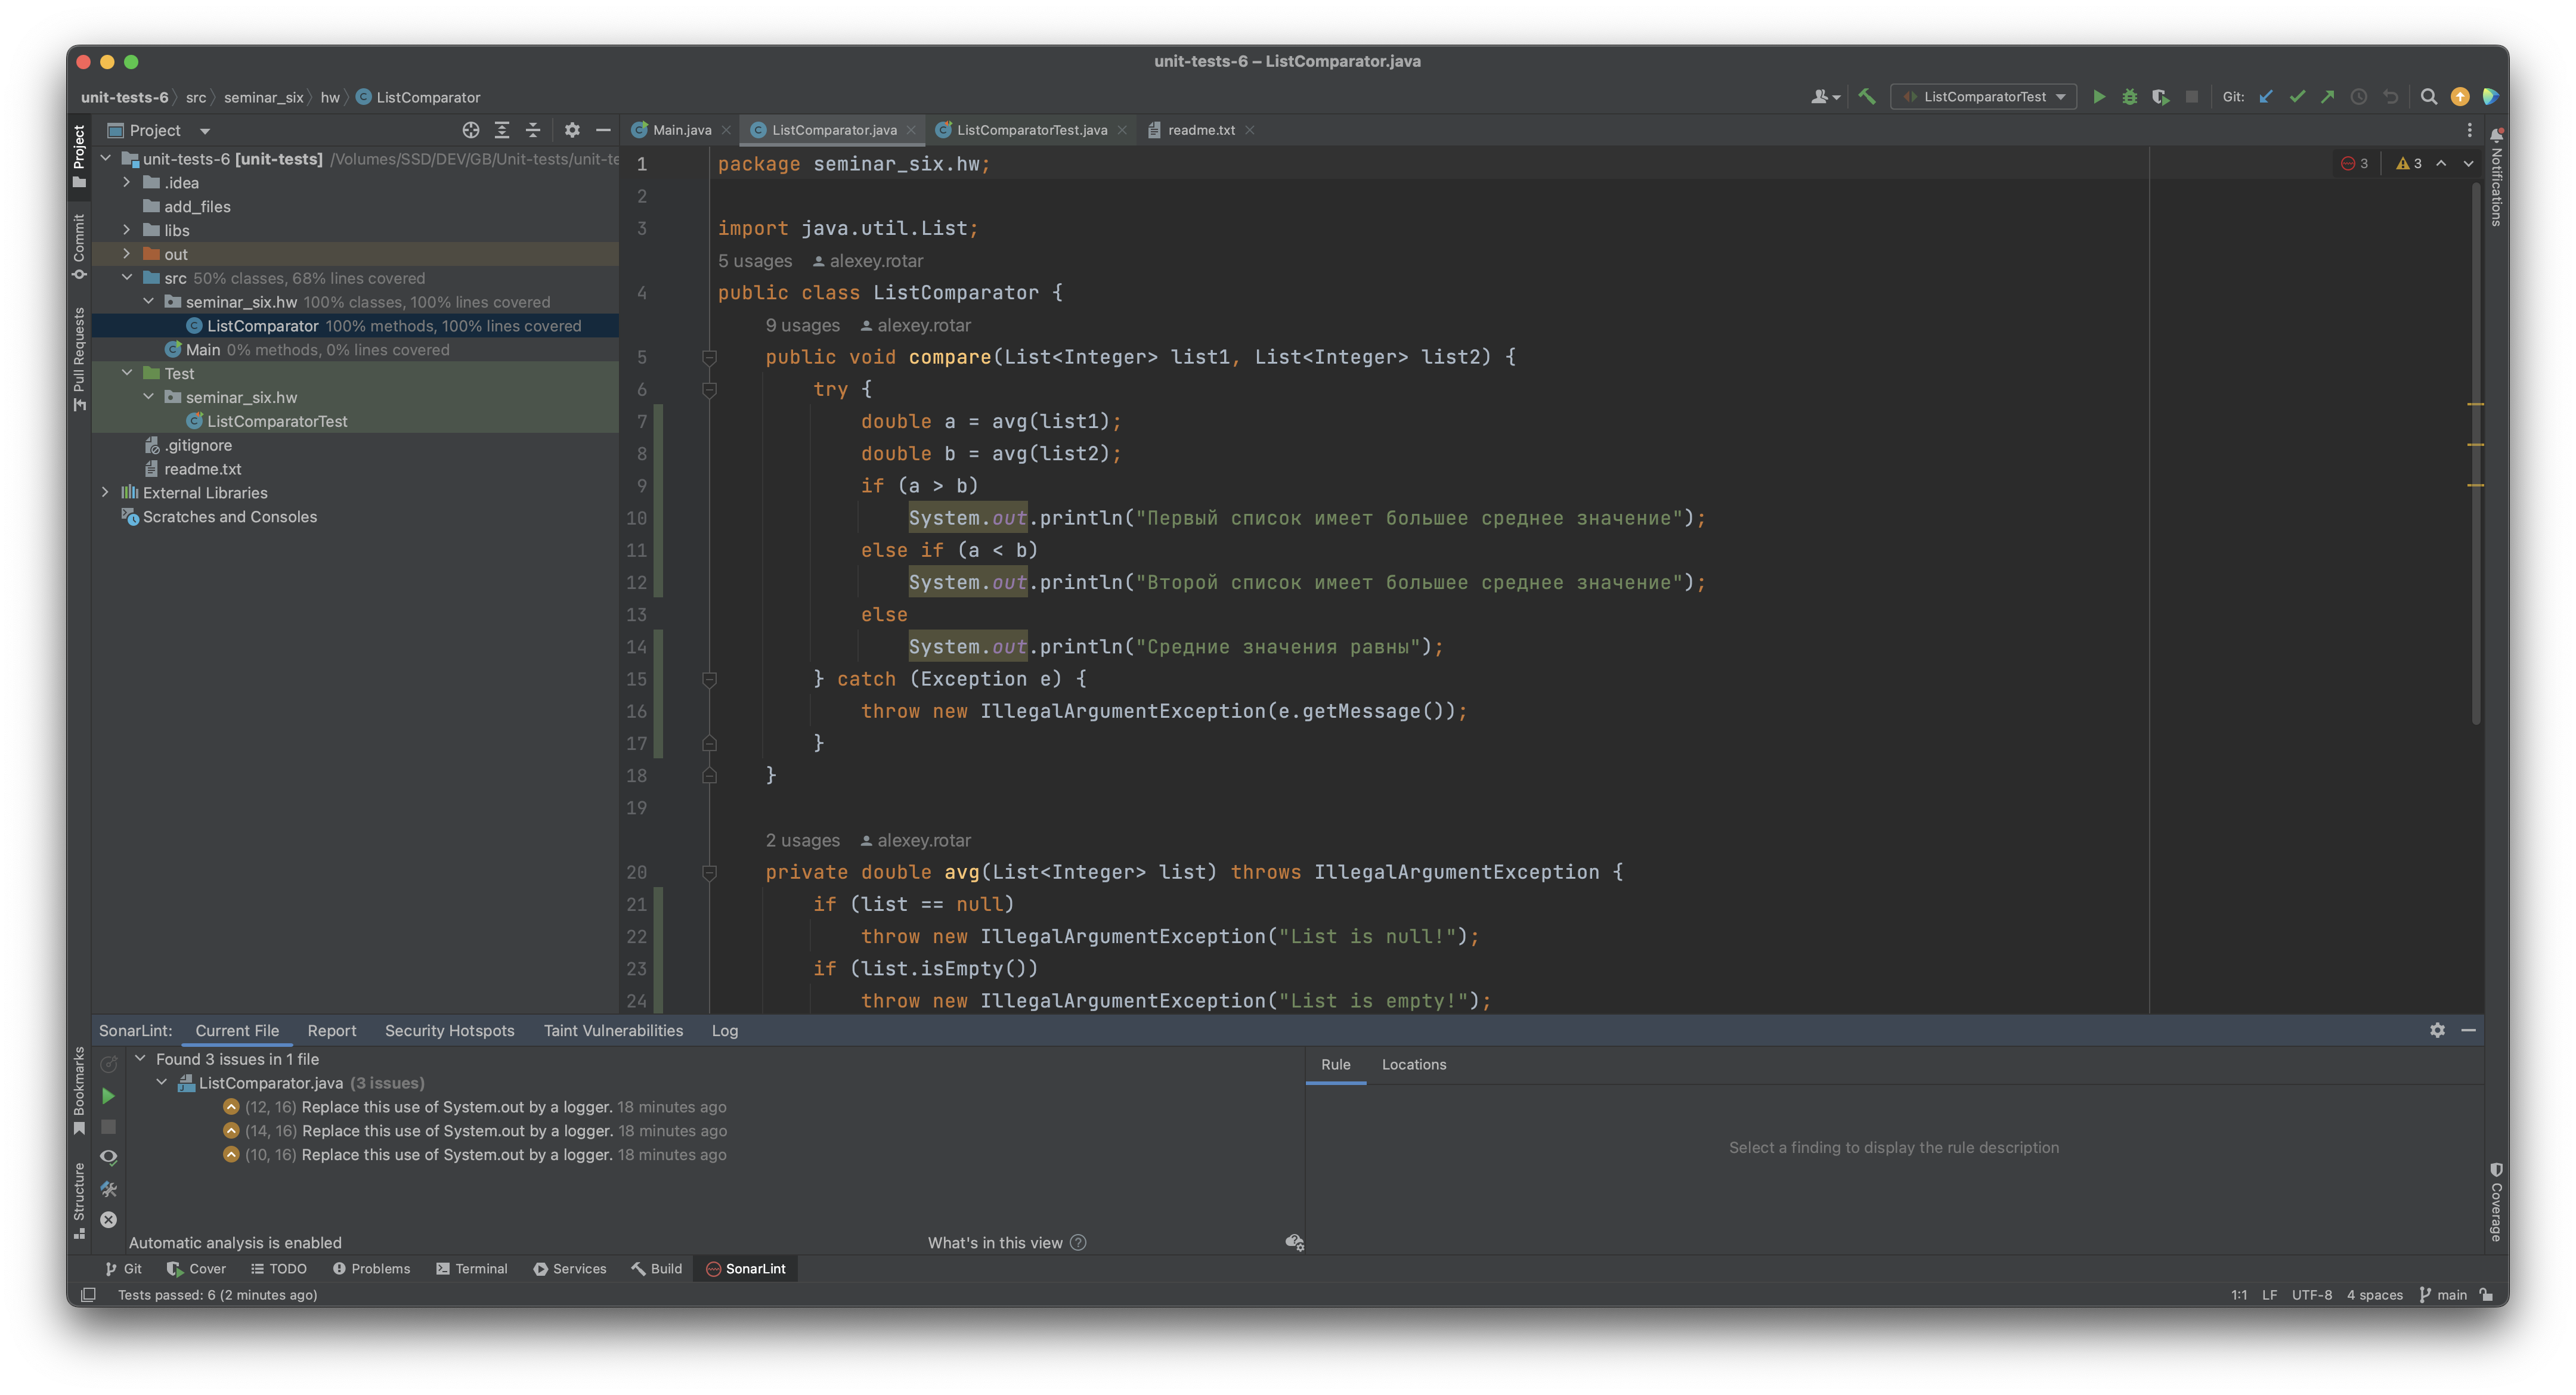 unit-tests-6 – ListComparator.java
unit-tests-6 src seminar_six hw ListComparator
ListComparatorTest Git:
Project
Main.java ListComparator.java ListComparatorTest.java readme.txt
Project
Commit
Pull Requests
Bookmarks
Structure
unit-tests-6 [unit-tests] /Volumes/SSD/DEV/GB/Unit-tests/unit-te
.idea
add_files
libs
out
src 50% classes, 68% lines covered
seminar_six.hw 100% classes, 100% lines covered
ListComparator 100% methods, 100% lines covered
Main 0% methods, 0% lines covered
Test
seminar_six.hw
ListComparatorTest
.gitignore
readme.txt
External Libraries
Scratches and Consoles
3 3
1 package seminar_six.hw;
2
3 import java.util.List;
5 usages alexey.rotar
4 public class ListComparator {
9 usages alexey.rotar
5 public void compare(List<Integer> list1, List<Integer> list2) {
6 try {
7 double a = avg(list1);
8 double b = avg(list2);
9 if (a > b)
10 System.out.println("Первый список имеет большее среднее значение");
11 else if (a < b)
12 System.out.println("Второй список имеет большее среднее значение");
13 else
14 System.out.println("Средние значения равны");
15 } catch (Exception e) {
16 throw new IllegalArgumentException(e.getMessage());
17 }
18 }
19
2 usages alexey.rotar
20 private double avg(List<Integer> list) throws IllegalArgumentException {
21 if (list == null)
22 throw new IllegalArgumentException("List is null!");
23 if (list.isEmpty())
24 throw new IllegalArgumentException("List is empty!");
Notifications
Coverage
SonarLint: Current File Report Security Hotspots Taint Vulnerabilities Log
Found 3 issues in 1 file
ListComparator.java (3 issues)
(12, 16) Replace this use of System.out by a logger. 18 minutes ago
(14, 16) Replace this use of System.out by a logger. 18 minutes ago
(10, 16) Replace this use of System.out by a logger. 18 minutes ago
Automatic analysis is enabled
What's in this view
Rule Locations
Select a finding to display the rule description
Git Cover TODO Problems Terminal Services Build SonarLint
Tests passed: 6 (2 minutes ago)
1:1 LF UTF-8 4 spaces main